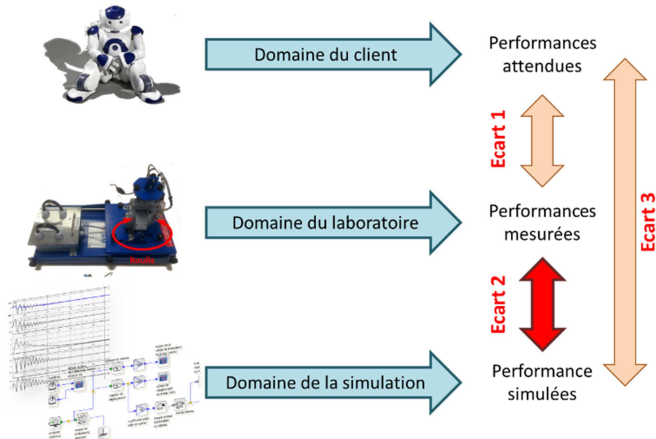 Domaine du client
Performances
attendues
Ecart 1
Ecart 3
Domaine du laboratoire
Performances
mesurées
Roulis
Ecart 2
Domaine de la simulation
Performance
simulées